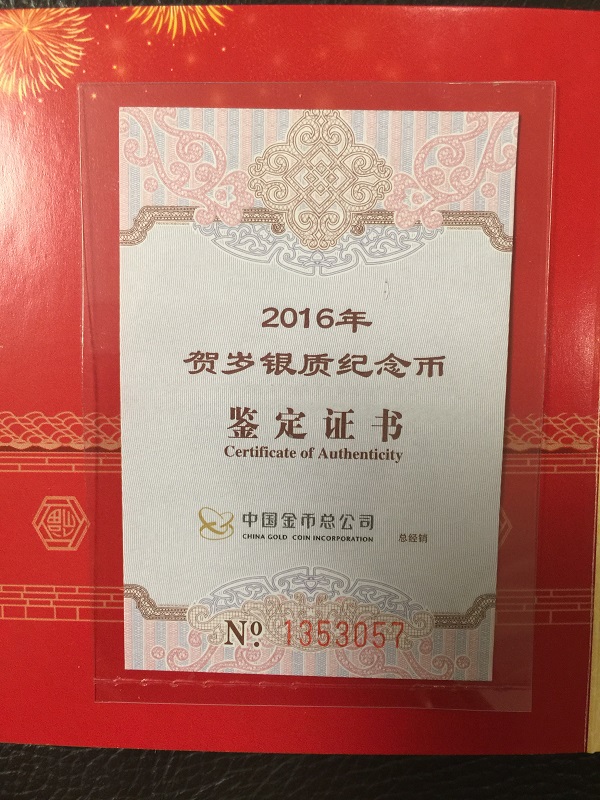 2016年
贺岁银质纪念币
鉴定证书
Certificate of Authenticity
中国金币总公司
CHINA GOLD COIN INCORPORATION
总经销
№ 1353057